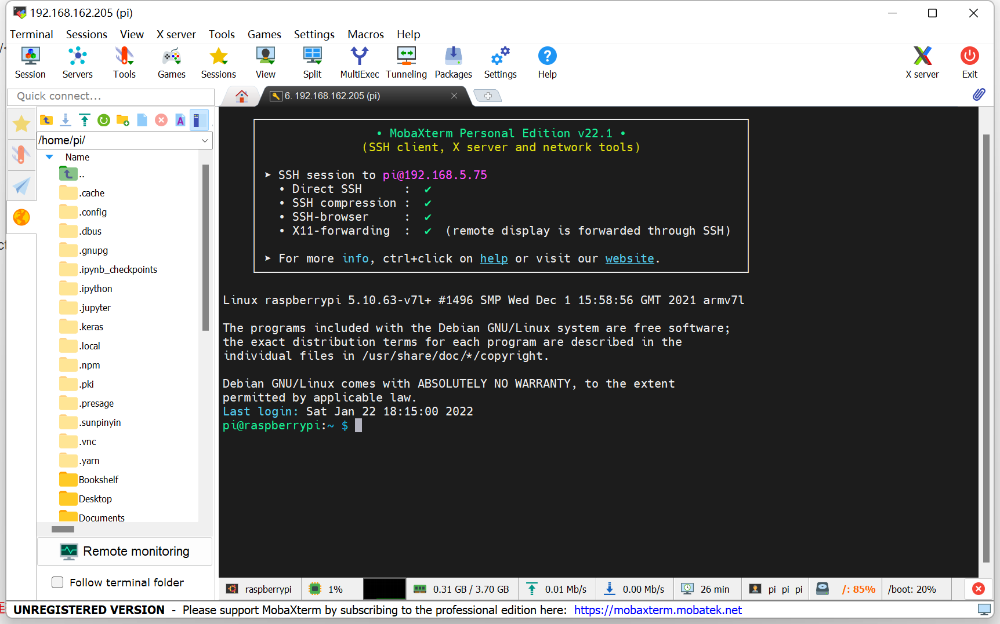 192.168.162.205 (pi)
Terminal Sessions View X server Tools Games Settings Macros Help
Session Servers Tools Games Sessions View Split MultiExec Tunneling Packages Settings Help X server Exit
Quick connect...
6. 192.168.162.205 (pi)
/home/pi/
Name
..
.cache
.config
.dbus
.gnupg
.ipynb_checkpoints
.ipython
.jupyter
.keras
.local
.npm
.pki
.presage
.sunpinyin
.vnc
.yarn
Bookshelf
Desktop
Documents
Remote monitoring
Follow terminal folder
• MobaXterm Personal Edition v22.1 •
(SSH client, X server and network tools)
➤ SSH session to pi@192.168.5.75
• Direct SSH : ✔
• SSH compression : ✔
• SSH-browser : ✔
• X11-forwarding : ✔ (remote display is forwarded through SSH)
➤ For more info, ctrl+click on help or visit our website.
Linux raspberrypi 5.10.63-v7l+ #1496 SMP Wed Dec 1 15:58:56 GMT 2021 armv7l
The programs included with the Debian GNU/Linux system are free software;
the exact distribution terms for each program are described in the
individual files in /usr/share/doc/*/copyright.
Debian GNU/Linux comes with ABSOLUTELY NO WARRANTY, to the extent
permitted by applicable law.
Last login: Sat Jan 22 18:15:00 2022
pi@raspberrypi:~ $
raspberrypi 1% 0.31 GB / 3.70 GB 0.01 Mb/s 0.00 Mb/s 26 min pi pi pi /: 85% /boot: 20%
UNREGISTERED VERSION - Please support MobaXterm by subscribing to the professional edition here: https://mobaxterm.mobatek.net